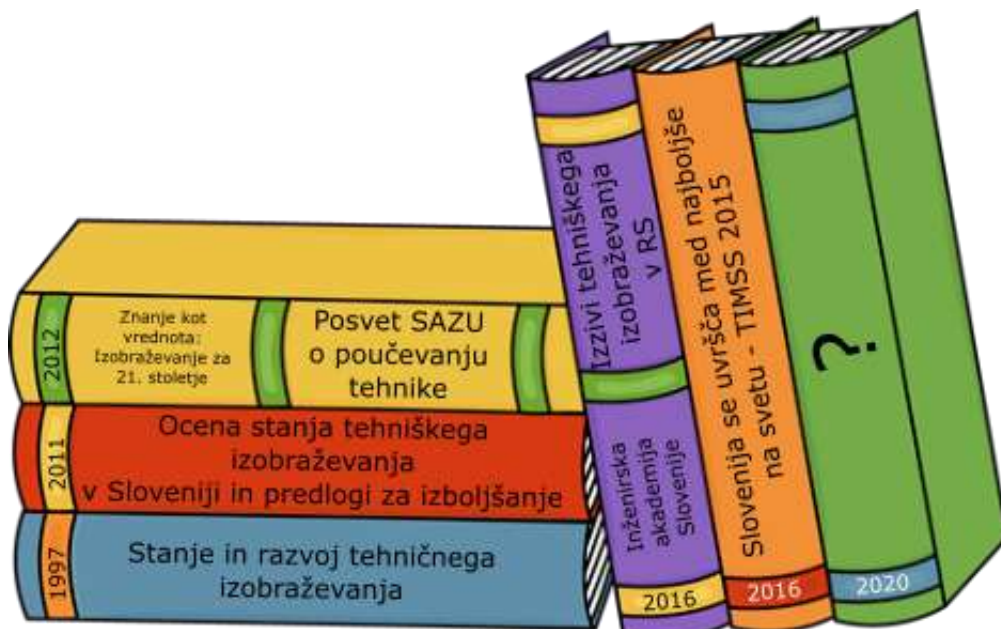 2012
Znanje kot
vrednota:
Izobraževanje za
21. stoletje
Posvet SAZU
o poučevanju
tehnike
2011
Ocena stanja tehniškega
izobraževanja
v Sloveniji in predlogi za izboljšanje
1997
Stanje in razvoj tehničnega
izobraževanja
Izzivi tehniškega
izobraževanja
v RS
Inženirska
akademija
Slovenije
2016
Slovenija se uvršča med najboljše
na svetu - TIMSS 2015
2016
?
2020